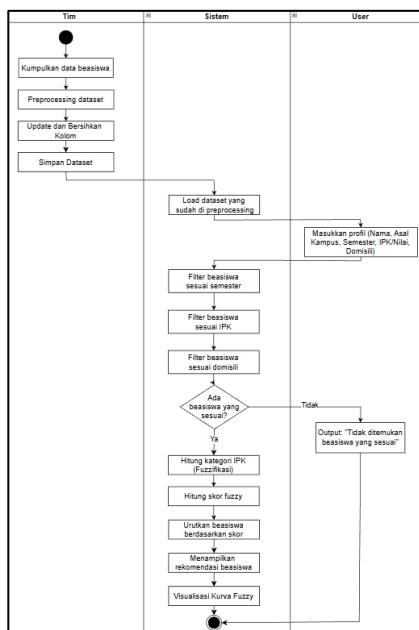 Tim
Sistem
User
Kumpulkan data beasiswa
Preprocessing dataset
Update dan Bersihkan
Kolom
Simpan Dataset
Load dataset yang
sudah di preprocessing
Masukkan profil (Nama, Asal
Kampus, Semester, IPK/Nilai,
Domisili)
Filter beasiswa
sesuai semester
Filter beasiswa
sesuai IPK
Filter beasiswa
sesuai domisili
Ada
beasiswa yang
sesuai?
Tidak
Output: "Tidak ditemukan
beasiswa yang sesuai"
Ya
Hitung kategori IPK
(Fuzzifikasi)
Hitung skor fuzzy
Urutkan beasiswa
berdasarkan skor
Menampilkan
rekomendasi beasiswa
Visualisasi Kurva Fuzzy